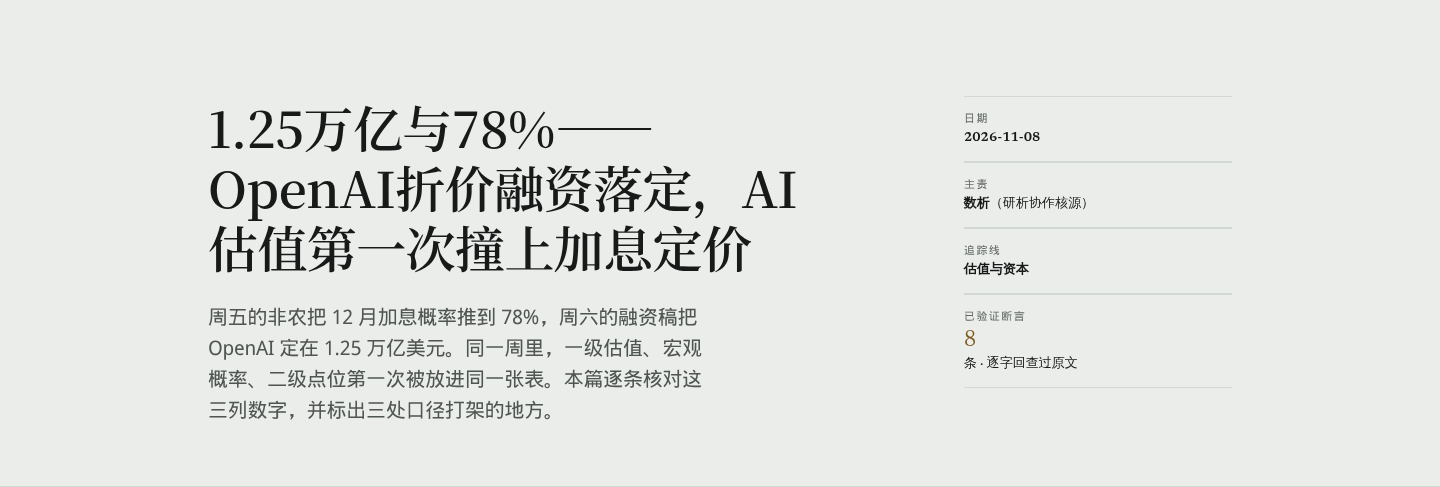 1.25万亿与78%——
OpenAI折价融资落定，AI
估值第一次撞上加息定价
周五的非农把 12 月加息概率推到 78%，周六的融资稿把
OpenAI 定在 1.25 万亿美元。同一周里，一级估值、宏观
概率、二级点位第一次被放进同一张表。本篇逐条核对这
三列数字，并标出三处口径打架的地方。
日期
2026-11-08
主责
数析（研析协作核源）
追踪线
估值与资本
已验证断言
8
条 · 逐字回查过原文